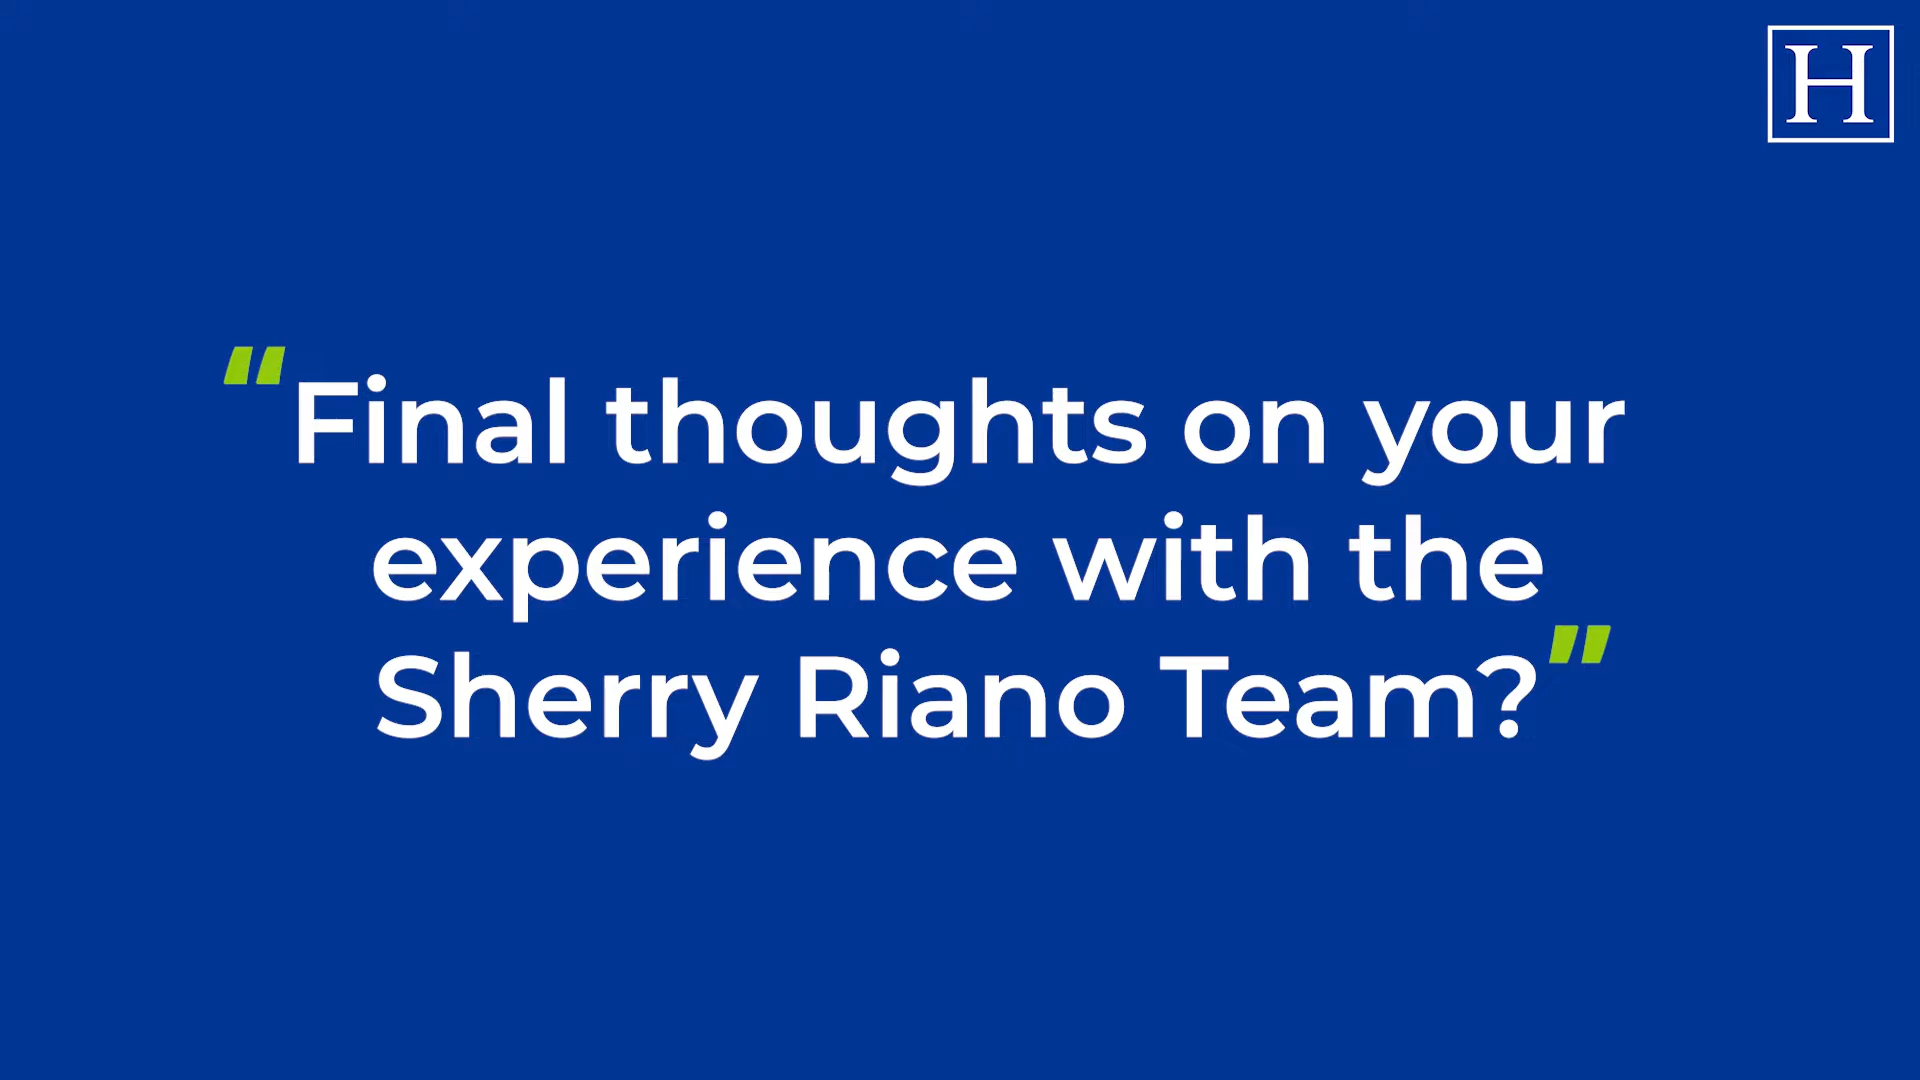 H
“Final thoughts on your
experience with the
Sherry Riano Team?”